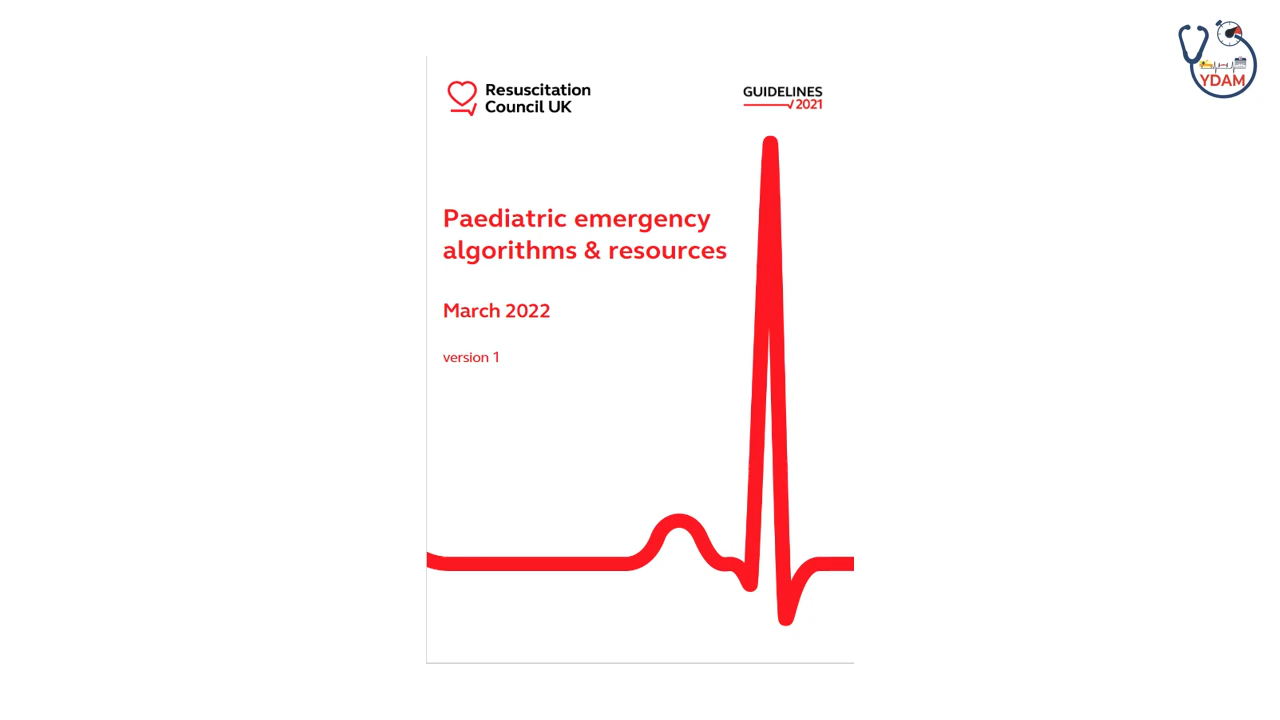 Resuscitation
Council UK
GUIDELINES
2021
Paediatric emergency
algorithms & resources
March 2022
version 1
YDAM